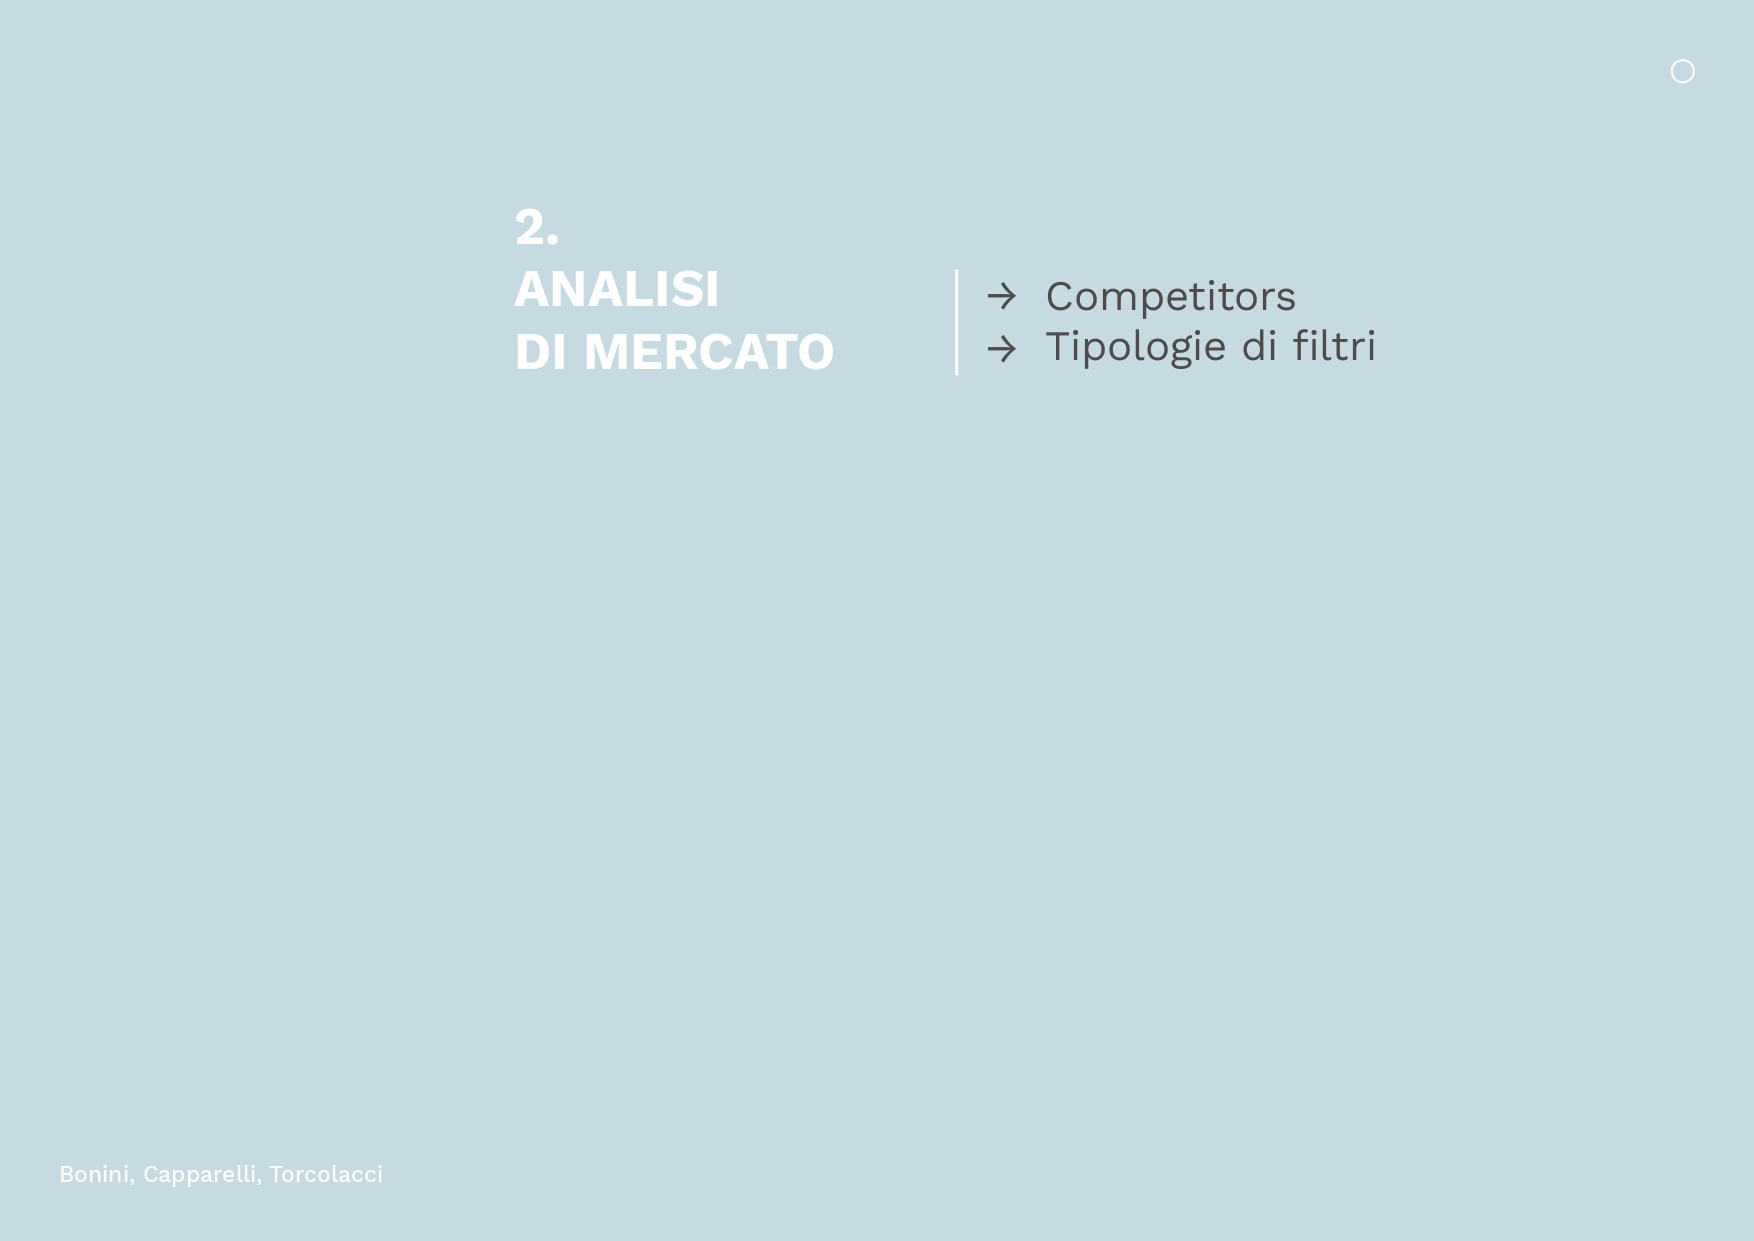 2.
ANALISI
DI MERCATO
→ Competitors
→ Tipologie di filtri
Bonini, Capparelli, Torcolacci